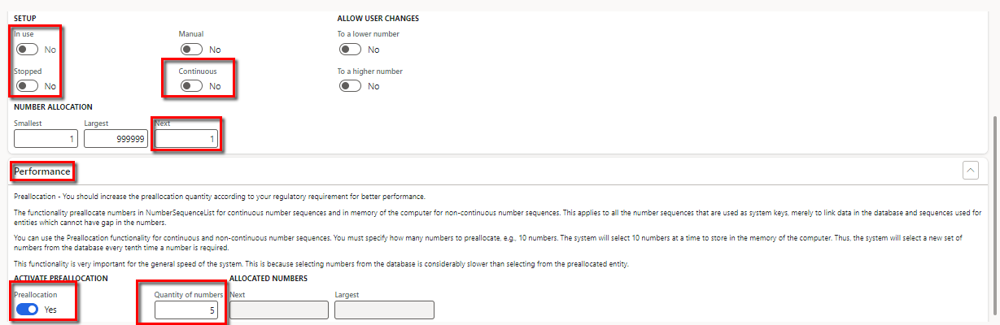 SETUP
ALLOW USER CHANGES
In use
Manual
To a lower number
No
No
No
Stopped
Continuous
To a higher number
No
No
No
NUMBER ALLOCATION
Smallest
Largest
Next
1
999999
1
Performance
Preallocation - You should increase the preallocation quantity according to your regulatory requirement for better performance.
The functionality preallocate numbers in NumberSequenceList for continuous number sequences and in memory of the computer for non-continuous number sequences. This applies to all the number sequences that are used as system keys, merely to link data in the database and sequences used for
entities which cannot have gap in the numbers.
You can use the Preallocation functionality for continuous and non-continuous number sequences. You must specify how many numbers to preallocate, e.g., 10 numbers. The system will select 10 numbers at a time to store in the memory of the computer. Thus, the system will select a new set of
numbers from the database every tenth time a number is required.
This functionality is very important for the general speed of the system. This is because selecting numbers from the database is considerably slower than selecting from the preallocated entity.
ACTIVATE PREALLOCATION
ALLOCATED NUMBERS
Preallocation
Quantity of numbers
Next
Largest
Yes
5